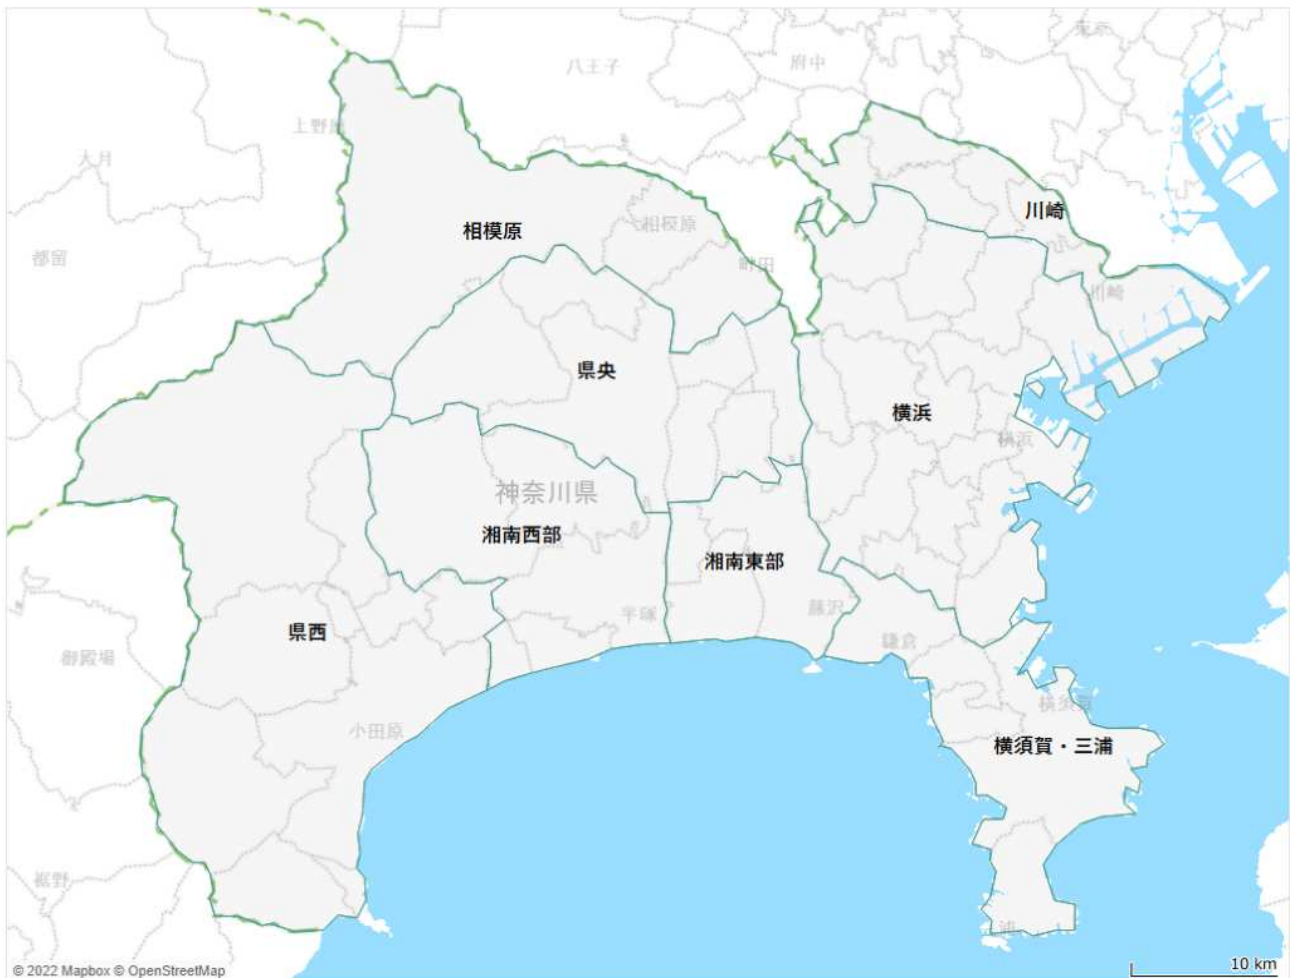 東京
八王子
府中
上野原
大月
相模原
相模原
川崎
町田
都留
川崎
県央
横浜
横浜
神奈川県
湘南西部
湘南東部
藤沢
平塚
県西
鎌倉
御殿場
横須賀
小田原
横須賀・三浦
裾野
浦
© 2022 Mapbox © OpenStreetMap
10 km